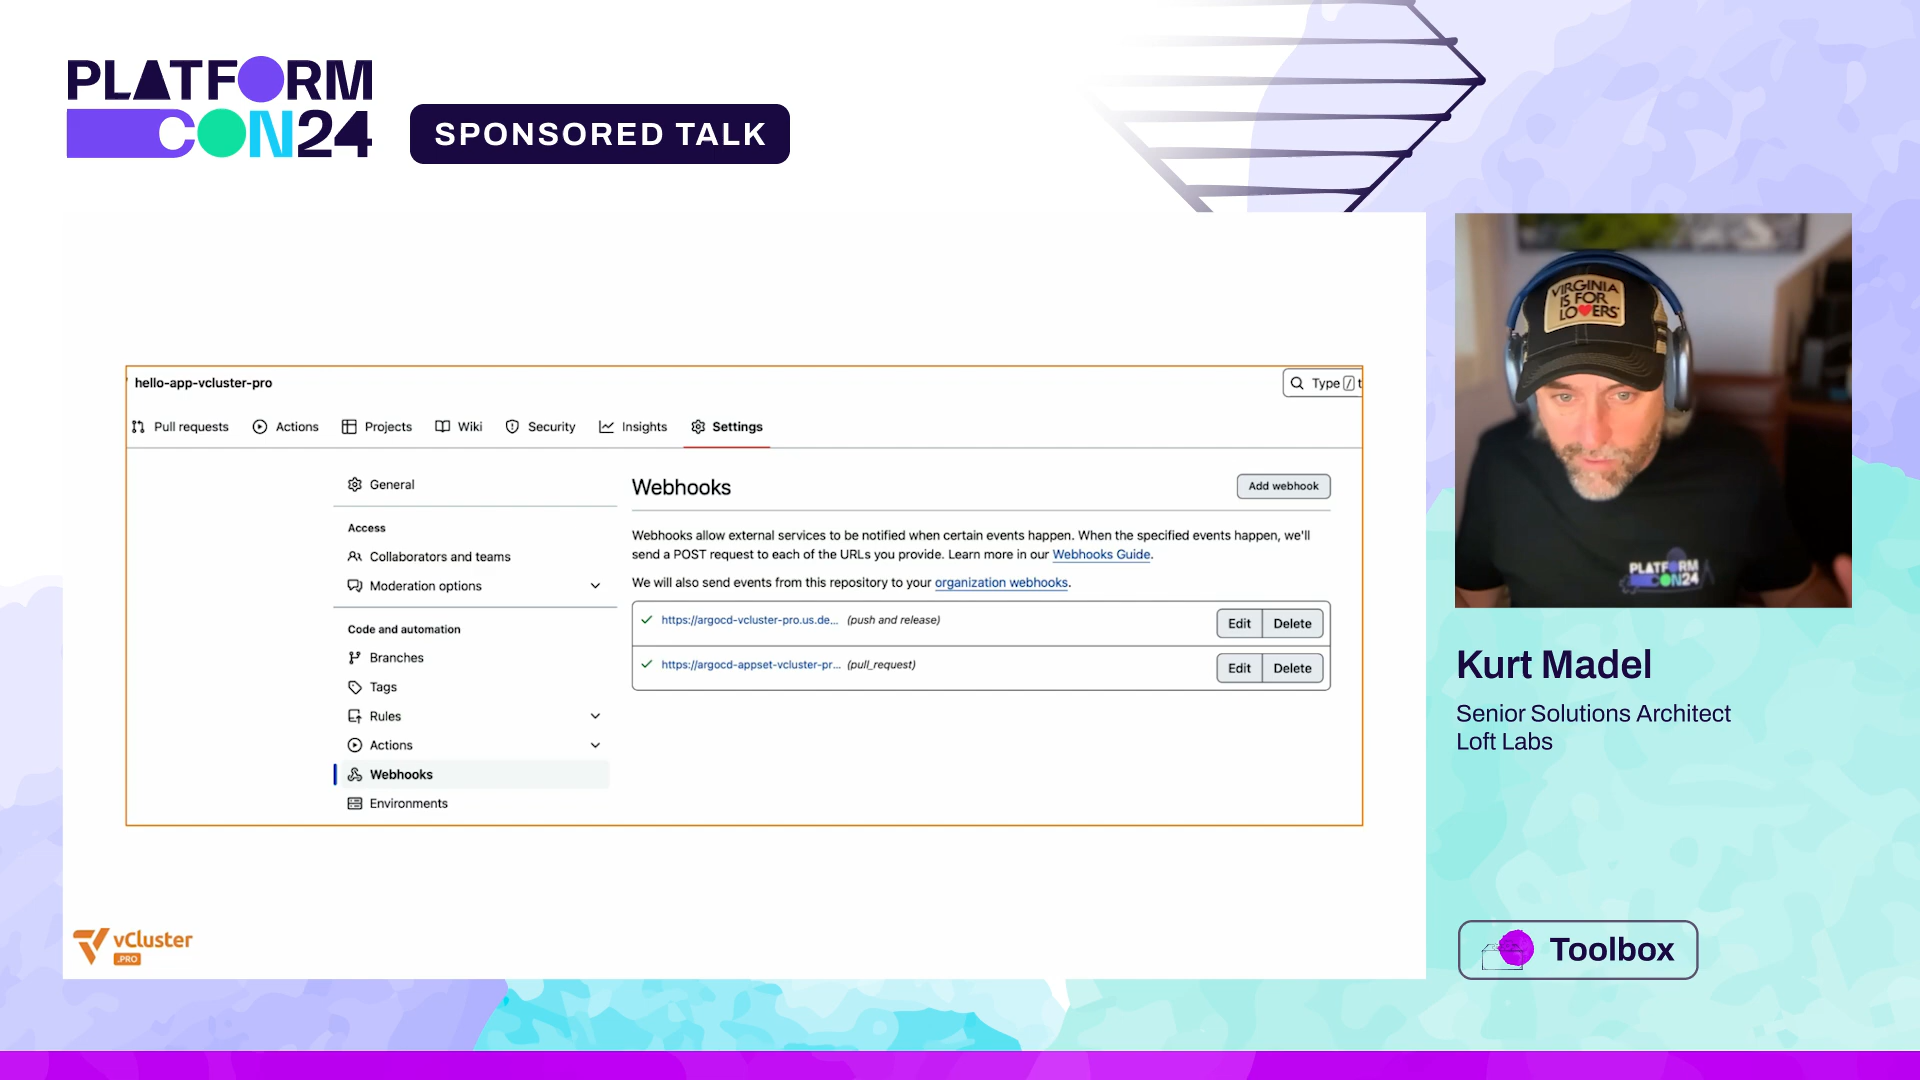 PLATFORM
CON24
SPONSORED TALK
hello-app-vcluster-pro
Type / t
Pull requests
Actions
Projects
Wiki
Security
Insights
Settings
General
Access
Collaborators and teams
Moderation options
Code and automation
Branches
Tags
Rules
Actions
Webhooks
Environments
Webhooks
Add webhook
Webhooks allow external services to be notified when certain events happen. When the specified events happen, we'll
send a POST request to each of the URLs you provide. Learn more in our Webhooks Guide.
We will also send events from this repository to your organization webhooks.
https://argocd-vcluster-pro.us.de... (push and release)
Edit
Delete
https://argocd-appset-vcluster-pr... (pull_request)
Edit
Delete
vCluster
.PRO
VIRGINIA
IS FOR
LO♥ERS
PLATFORM
CON24
Kurt Madel
Senior Solutions Architect
Loft Labs
Toolbox